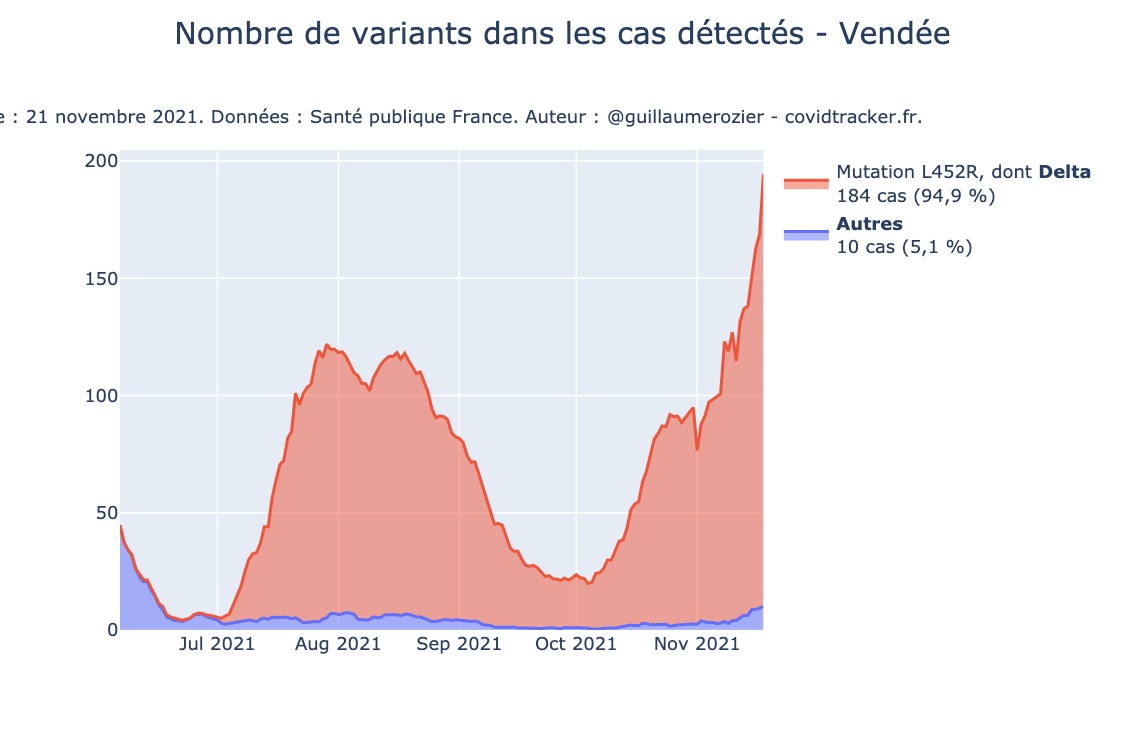 Nombre de variants dans les cas détectés - Vendée
: 21 novembre 2021. Données : Santé publique France. Auteur : @guillaumerozier - covidtracker.fr.
200
150
100
50
0
Jul 2021 Aug 2021 Sep 2021 Oct 2021 Nov 2021
Mutation L452R, dont Delta
184 cas (94,9 %)
Autres
10 cas (5,1 %)